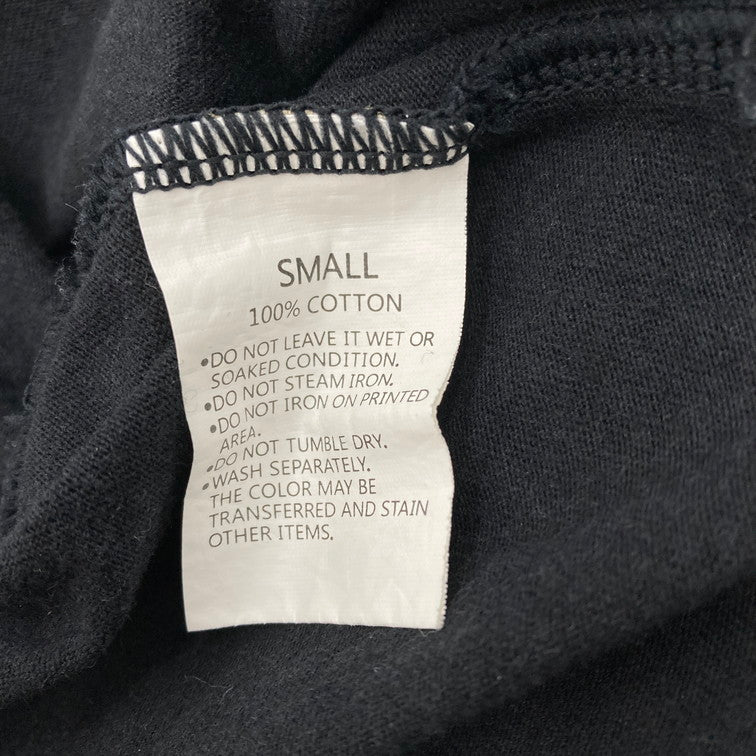 SMALL
100% COTTON
•DO NOT LEAVE IT WET OR
SOAKED CONDITION.
•DO NOT STEAM IRON.
•DO NOT IRON ON PRINTED
AREA.
•DO NOT TUMBLE DRY.
•WASH SEPARATELY.
THE COLOR MAY BE
TRANSFERRED AND STAIN
OTHER ITEMS.